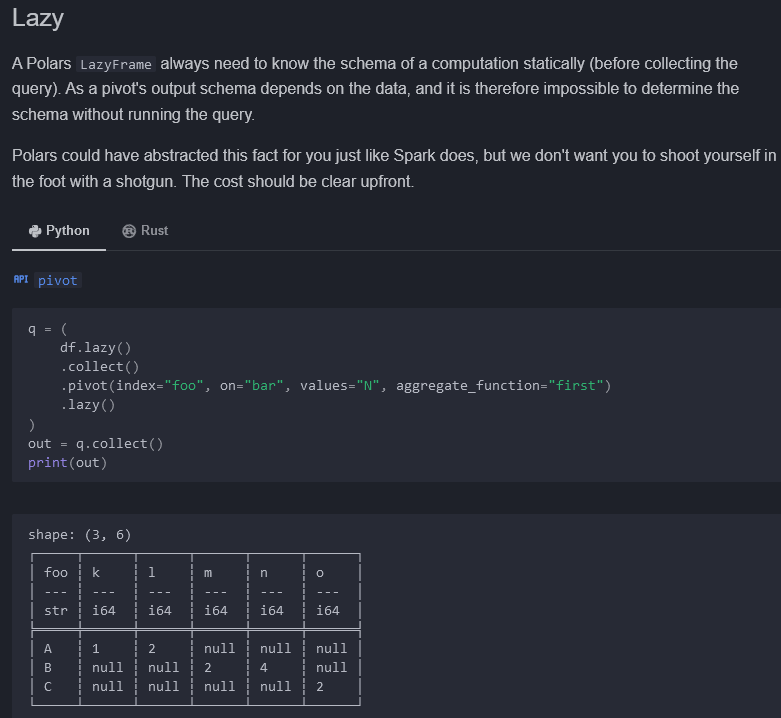 Lazy
A Polars LazyFrame always need to know the schema of a computation statically (before collecting the
query). As a pivot's output schema depends on the data, and it is therefore impossible to determine the
schema without running the query.
Polars could have abstracted this fact for you just like Spark does, but we don't want you to shoot yourself in
the foot with a shotgun. The cost should be clear upfront.
Python Rust
API pivot
q = (
    df.lazy()
    .collect()
    .pivot(index="foo", on="bar", values="N", aggregate_function="first")
    .lazy()
)
out = q.collect()
print(out)
shape: (3, 6)
┌─────┬──────┬──────┬──────┬──────┬──────┐
│ foo ┆ k    ┆ l    ┆ m    ┆ n    ┆ o    │
│ --- ┆ ---  ┆ ---  ┆ ---  ┆ ---  ┆ ---  │
│ str ┆ i64  ┆ i64  ┆ i64  ┆ i64  ┆ i64  │
╞═════╪══════╪══════╪══════╪══════╪══════╡
│ A   ┆ 1    ┆ 2    ┆ null ┆ null ┆ null │
│ B   ┆ null ┆ null ┆ 2    ┆ 4    ┆ null │
│ C   ┆ null ┆ null ┆ null ┆ null ┆ 2    │
└─────┴──────┴──────┴──────┴──────┴──────┘